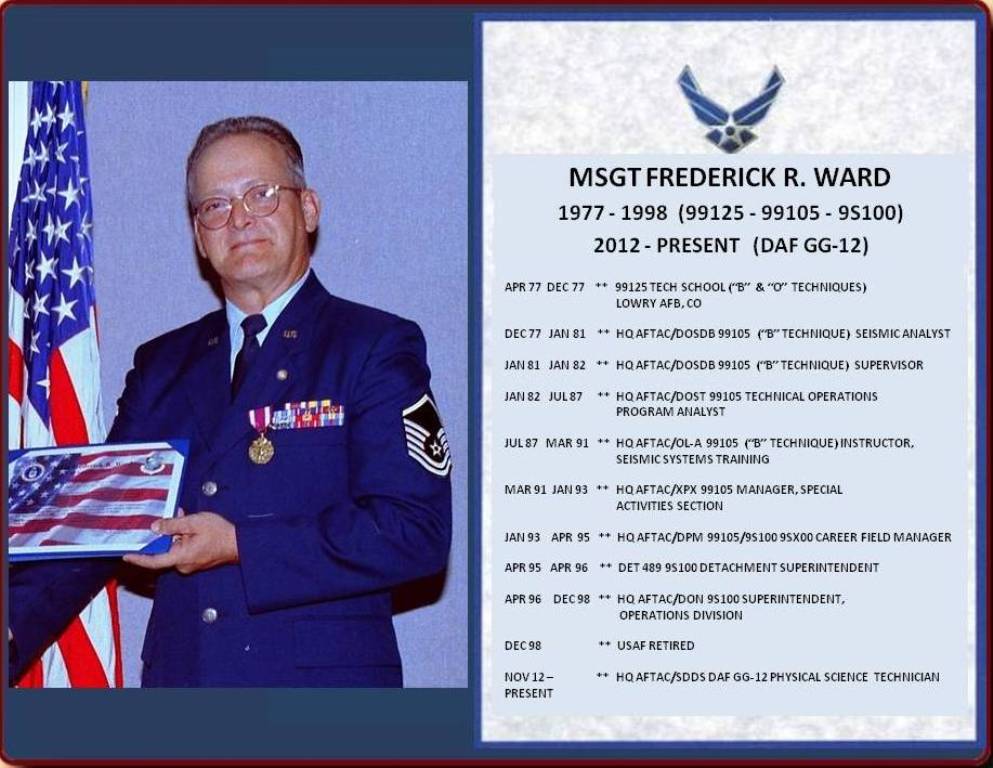 MSGT FREDERICK R. WARD
1977 - 1998 (99125 - 99105 - 9S100)
2012 - PRESENT (DAF GG-12)
APR 77 DEC 77 ** 99125 TECH SCHOOL ("B" & "O" TECHNIQUES)
LOWRY AFB, CO
DEC 77 JAN 81 ** HQ AFTAC/DOSDB 99105 ("B" TECHNIQUE) SEISMIC ANALYST
JAN 81 JAN 82 ** HQ AFTAC/DOSDB 99105 ("B" TECHNIQUE) SUPERVISOR
JAN 82 JUL 87 ** HQ AFTAC/DOST 99105 TECHNICAL OPERATIONS
PROGRAM ANALYST
JUL 87 MAR 91 ** HQ AFTAC/OL-A 99105 ("B" TECHNIQUE) INSTRUCTOR,
SEISMIC SYSTEMS TRAINING
MAR 91 JAN 93 ** HQ AFTAC/XPX 99105 MANAGER, SPECIAL
ACTIVITIES SECTION
JAN 93 APR 95 ** HQ AFTAC/DPM 99105/9S100 9SX00 CAREER FIELD MANAGER
APR 95 APR 96 ** DET 489 9S100 DETACHMENT SUPERINTENDENT
APR 96 DEC 98 ** HQ AFTAC/DON 9S100 SUPERINTENDENT,
OPERATIONS DIVISION
DEC 98 ** USAF RETIRED
NOV 12 – ** HQ AFTAC/SDDS DAF GG-12 PHYSICAL SCIENCE TECHNICIAN
PRESENT